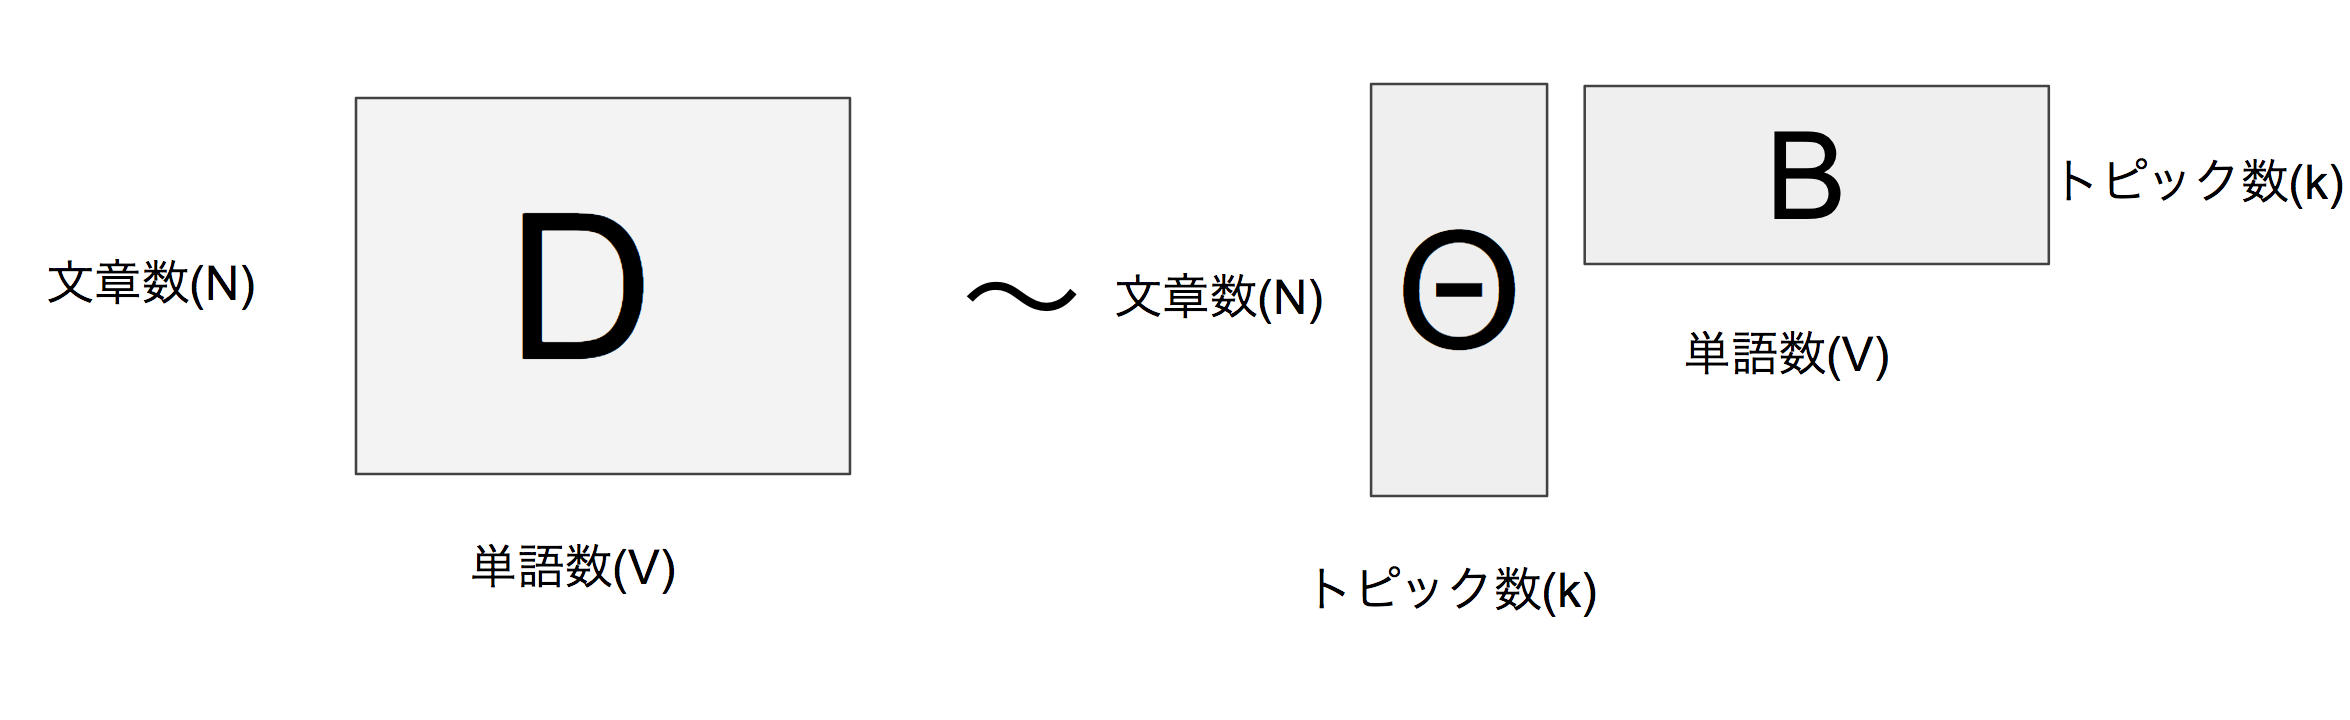 文章数(N)
D
単語数(V)
〜
文章数(N)
Θ
トピック数(k)
B
トピック数(k)
単語数(V)